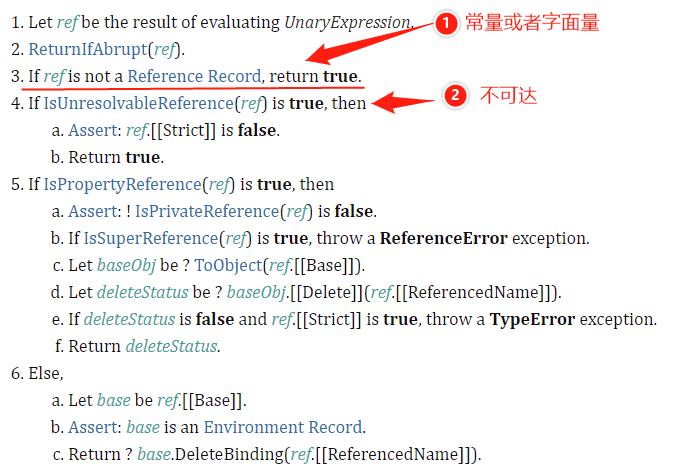 1. Let ref be the result of evaluating UnaryExpression.
1 常量或者字面量
2. ReturnIfAbrupt(ref).
3. If ref is not a Reference Record, return true.
4. If IsUnresolvableReference(ref) is true, then
2 不可达
a. Assert: ref.[[Strict]] is false.
b. Return true.
5. If IsPropertyReference(ref) is true, then
a. Assert: ! IsPrivateReference(ref) is false.
b. If IsSuperReference(ref) is true, throw a ReferenceError exception.
c. Let baseObj be ? ToObject(ref.[[Base]]).
d. Let deleteStatus be ? baseObj.[[Delete]](ref.[[ReferencedName]]).
e. If deleteStatus is false and ref.[[Strict]] is true, throw a TypeError exception.
f. Return deleteStatus.
6. Else,
a. Let base be ref.[[Base]].
b. Assert: base is an Environment Record.
c. Return ? base.DeleteBinding(ref.[[ReferencedName]]).